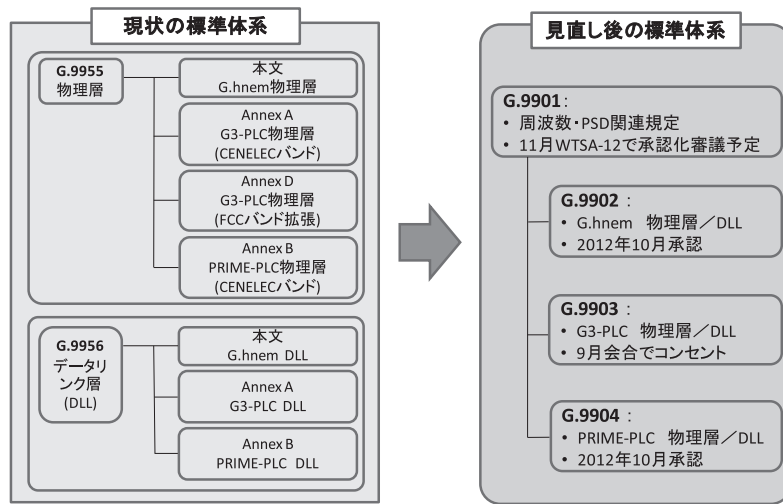 現状の標準体系
G.9955
物理層
本文
G.hnem物理層
Annex A
G3-PLC物理層
(CENELECバンド)
Annex D
G3-PLC物理層
(FCCバンド拡張)
Annex B
PRIME-PLC物理層
(CENELECバンド)
G.9956
データリ
ンク層
(DLL)
本文
G.hnem DLL
Annex A
G3-PLC DLL
Annex B
PRIME-PLC DLL
見直し後の標準体系
G.9901：
• 周波数・PSD関連規定
• 11月WTSA-12で承認化審議予定
G.9902 ：
• G.hnem 物理層／DLL
• 2012年10月承認
G.9903 ：
• G3-PLC 物理層／DLL
• 9月会合でコンセント
G.9904 ：
• PRIME-PLC 物理層／DLL
• 2012年10月承認